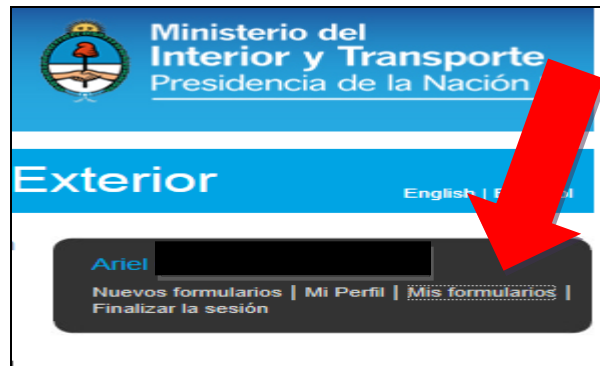 Ministerio del
Interior y Transporte
Presidencia de la Nación
Exterior
English |
Ariel
Nuevos formularios | Mi Perfil | Mis formularios |
Finalizar la sesión